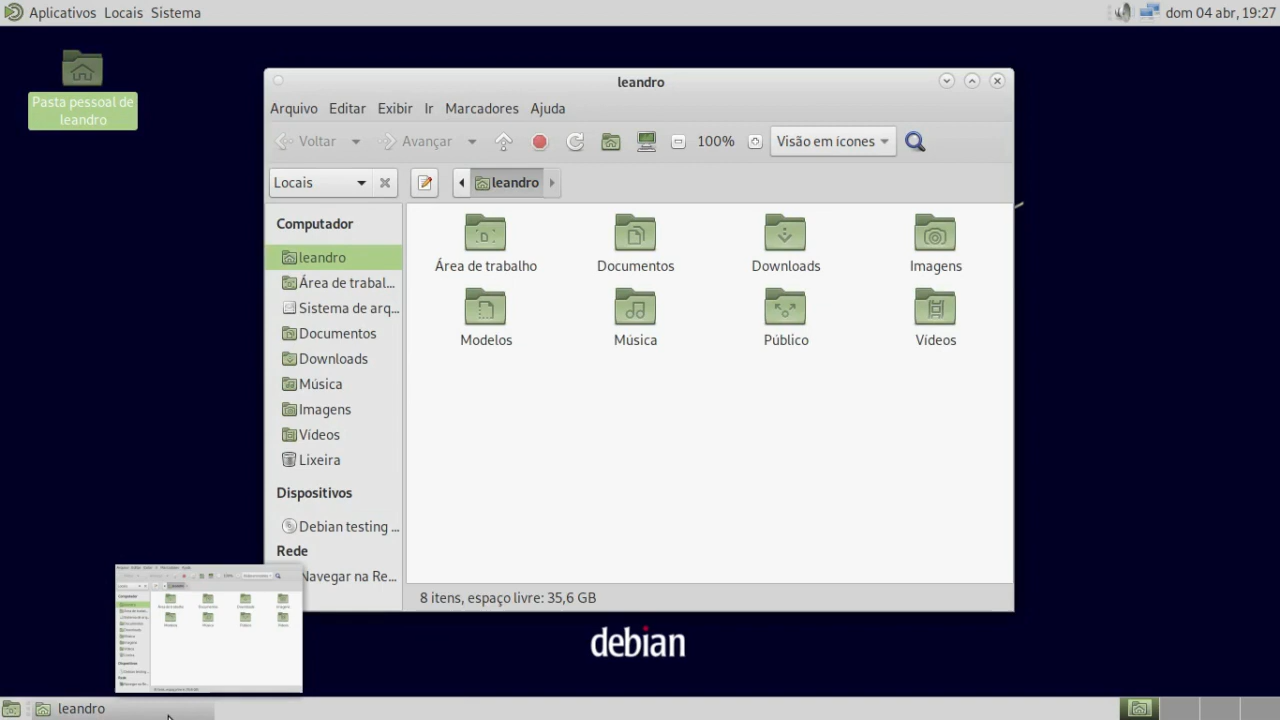 Aplicativos Locais Sistema
dom 04 abr, 19:27
Pasta pessoal de
leandro
leandro
Arquivo Editar Exibir Ir Marcadores Ajuda
Voltar Avançar 100% Visão em ícones
Locais leandro
Computador
leandro
Área de trabal...
Sistema de arq...
Documentos
Downloads
Música
Imagens
Vídeos
Lixeira
Dispositivos
Debian testing ...
Rede
Navegar na Re...
Área de trabalho Documentos Downloads Imagens
Modelos Música Público Vídeos
8 itens, espaço livre: 35,6 GB
debian
leandro